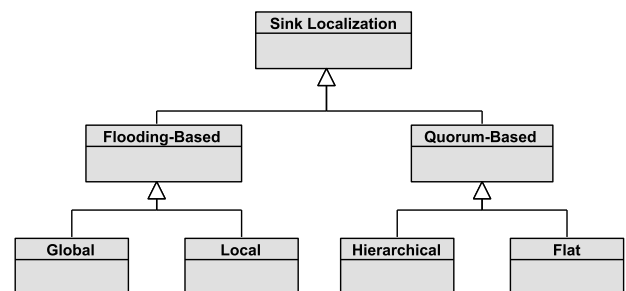 Sink Localization
Flooding-Based
Quorum-Based
Global
Local
Hierarchical
Flat